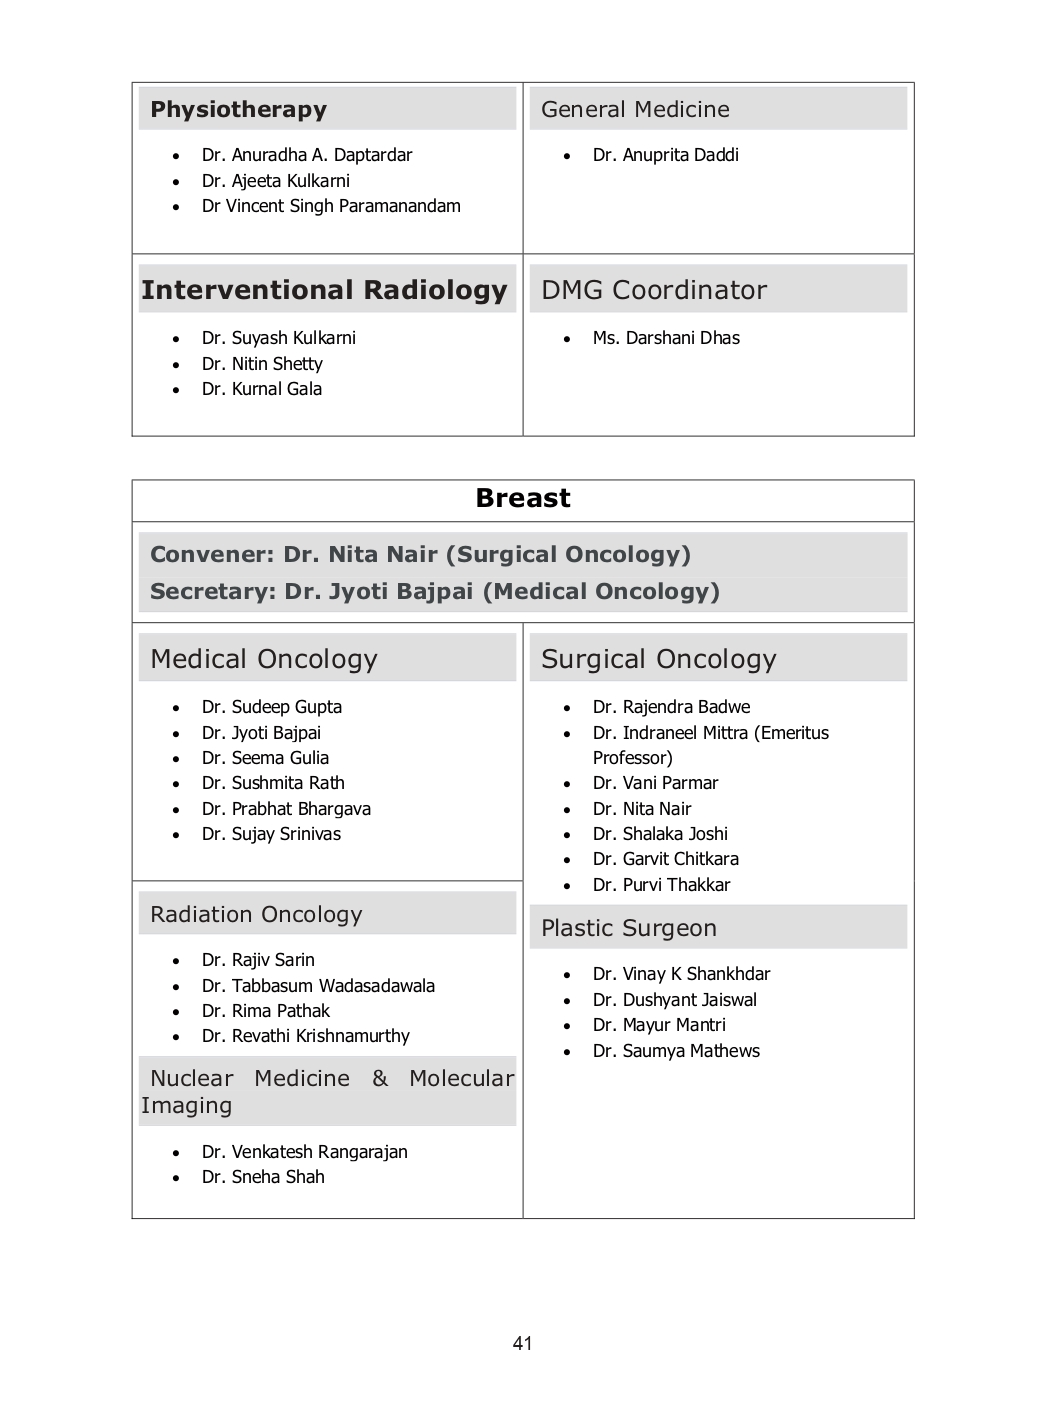 Physiotherapy
• Dr. Anuradha A. Daptardar
• Dr. Ajeeta Kulkarni
• Dr Vincent Singh Paramanandam
General Medicine
• Dr. Anuprita Daddi
Interventional Radiology
• Dr. Suyash Kulkarni
• Dr. Nitin Shetty
• Dr. Kurnal Gala
DMG Coordinator
• Ms. Darshani Dhas
Breast
Convener: Dr. Nita Nair (Surgical Oncology)
Secretary: Dr. Jyoti Bajpai (Medical Oncology)
Medical Oncology
• Dr. Sudeep Gupta
• Dr. Jyoti Bajpai
• Dr. Seema Gulia
• Dr. Sushmita Rath
• Dr. Prabhat Bhargava
• Dr. Sujay Srinivas
Radiation Oncology
• Dr. Rajiv Sarin
• Dr. Tabbasum Wadasadawala
• Dr. Rima Pathak
• Dr. Revathi Krishnamurthy
Nuclear Medicine & Molecular
Imaging
• Dr. Venkatesh Rangarajan
• Dr. Sneha Shah
Surgical Oncology
• Dr. Rajendra Badwe
• Dr. Indraneel Mittra (Emeritus
Professor)
• Dr. Vani Parmar
• Dr. Nita Nair
• Dr. Shalaka Joshi
• Dr. Garvit Chitkara
• Dr. Purvi Thakkar
Plastic Surgeon
• Dr. Vinay K Shankhdar
• Dr. Dushyant Jaiswal
• Dr. Mayur Mantri
• Dr. Saumya Mathews
41